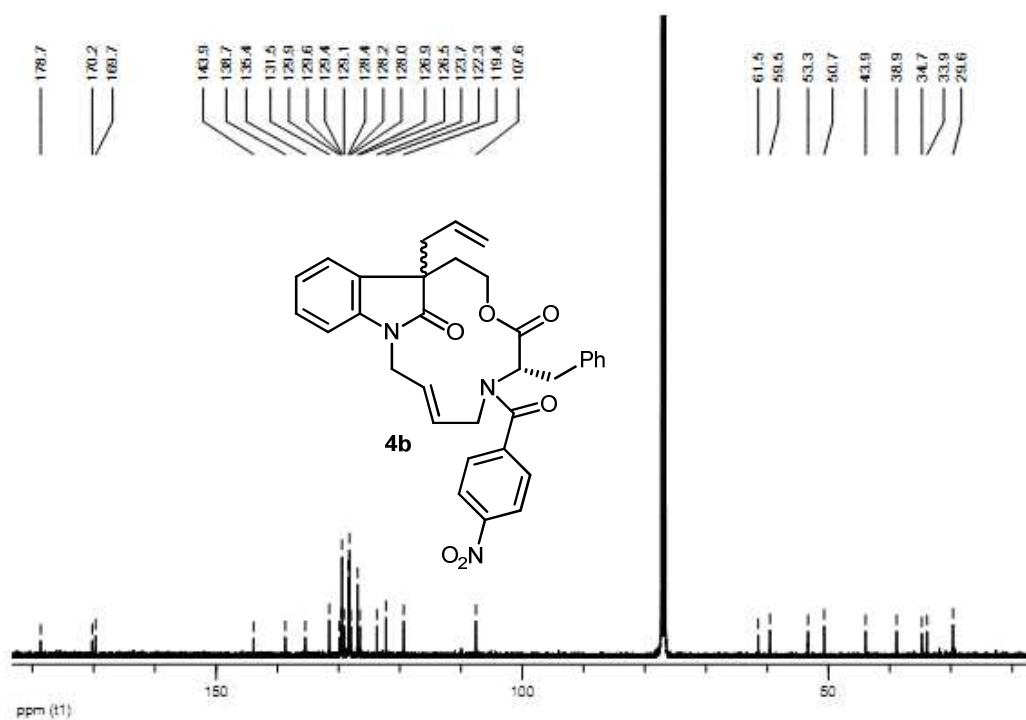 178.7 170.2 169.7 143.9 138.7 135.4 131.5 129.9 129.6 129.4 129.1 128.4 128.2 128.0 126.9 126.5 123.7 122.3 119.4 107.6 61.5 59.5 53.3 50.7 43.9 38.9 34.7 33.9 29.6
O
O
N
O
Ph
N
O
4b
O₂N
150 100 50
ppm (t1)